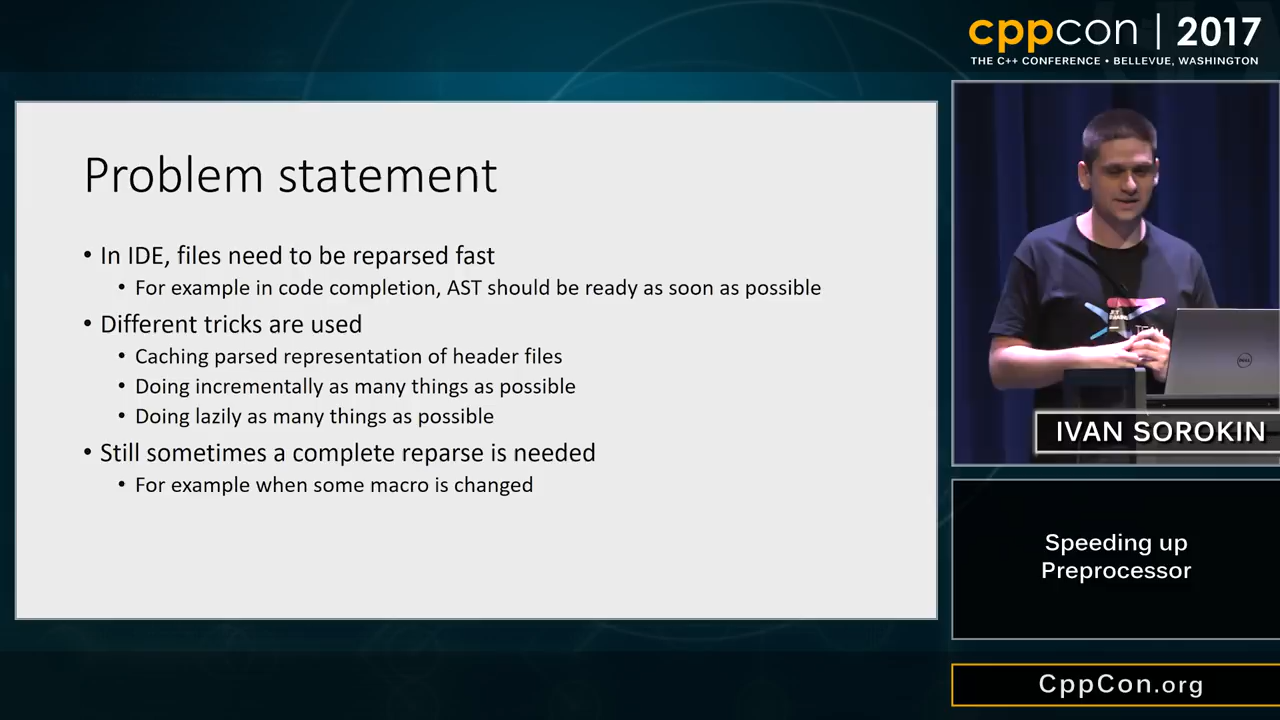 cppcon | 2017
THE C++ CONFERENCE • BELLEVUE, WASHINGTON
Problem statement
• In IDE, files need to be reparsed fast
• For example in code completion, AST should be ready as soon as possible
• Different tricks are used
• Caching parsed representation of header files
• Doing incrementally as many things as possible
• Doing lazily as many things as possible
• Still sometimes a complete reparse is needed
• For example when some macro is changed
TEAM
DELL
IVAN SOROKIN
Speeding up
Preprocessor
CppCon.org